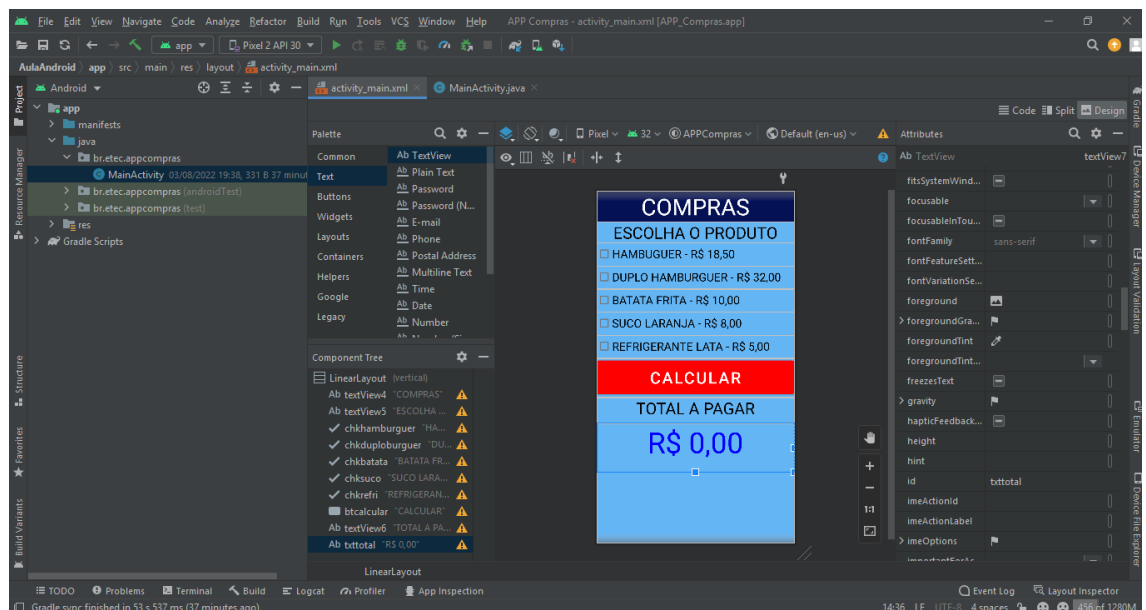 File Edit View Navigate Code Analyze Refactor Build Run Tools VCS Window Help APP Compras - activity_main.xml [APP_Compras.app]
app Pixel 2 API 30
AulaAndroid app src main res layout activity_main.xml
Android
activity_main.xml MainActivity.java
Project
Resource Manager
Structure
Favorites
Build Variants
app
manifests
java
br.etec.appcompras
MainActivity 03/08/2022 19:38, 331 B 37 minut
br.etec.appcompras (androidTest)
br.etec.appcompras (test)
res
Gradle Scripts
Code Split Design
Palette
Common
Text
Buttons
Widgets
Layouts
Containers
Helpers
Google
Legacy
Ab TextView
Ab Plain Text
Ab Password
Ab Password (N...
Ab E-mail
Ab Phone
Ab Postal Address
Ab Multiline Text
Ab Time
Ab Date
Ab Number
Component Tree
LinearLayout (vertical)
Ab textView4 "COMPRAS"
Ab textView5 "ESCOLHA ...
chkhamburguer "HA...
chkduploburguer "DU...
chkbatata "BATATA FR...
chksuco "SUCO LARA...
chkrefri "REFRIGERAN...
btcalcular "CALCULAR"
Ab textView6 "TOTAL A PA...
Ab txttotal "R$ 0,00"
Pixel 32 APPCompras Default (en-us)
COMPRAS
ESCOLHA O PRODUTO
HAMBUGUER - R$ 18,50
DUPLO HAMBURGUER - R$ 32,00
BATATA FRITA - R$ 10,00
SUCO LARANJA - R$ 8,00
REFRIGERANTE LATA - R$ 5,00
CALCULAR
TOTAL A PAGAR
R$ 0,00
1:1
Attributes
Ab TextView textView7
fitsSystemWind...
focusable
focusableInTou...
fontFamily sans-serif
fontFeatureSett...
fontVariationSe...
foreground
foregroundGra...
foregroundTint
foregroundTint...
freezesText
gravity
hapticFeedback...
height
hint
id txttotal
imeActionId
imeActionLabel
imeOptions
Gradle
Device Manager
Layout Validation
Emulator
Device File Explorer
LinearLayout
TODO Problems Terminal Build Logcat Profiler App Inspection Event Log Layout Inspector
Gradle sync finished in 53 s 537 ms (37 minutes ago) 14:36 LF UTF-8 4 spaces 456 of 1280M